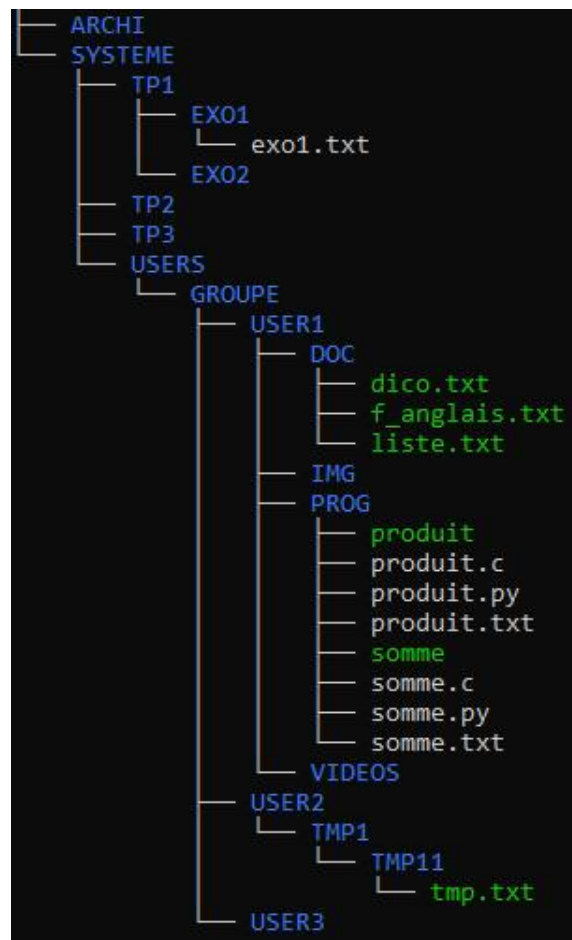 ARCHI
SYSTEME
TP1
EXO1
exo1.txt
EXO2
TP2
TP3
USERS
GROUPE
USER1
DOC
dico.txt
f_anglais.txt
liste.txt
IMG
PROG
produit
produit.c
produit.py
produit.txt
somme
somme.c
somme.py
somme.txt
VIDEOS
USER2
TMP1
TMP11
tmp.txt
USER3